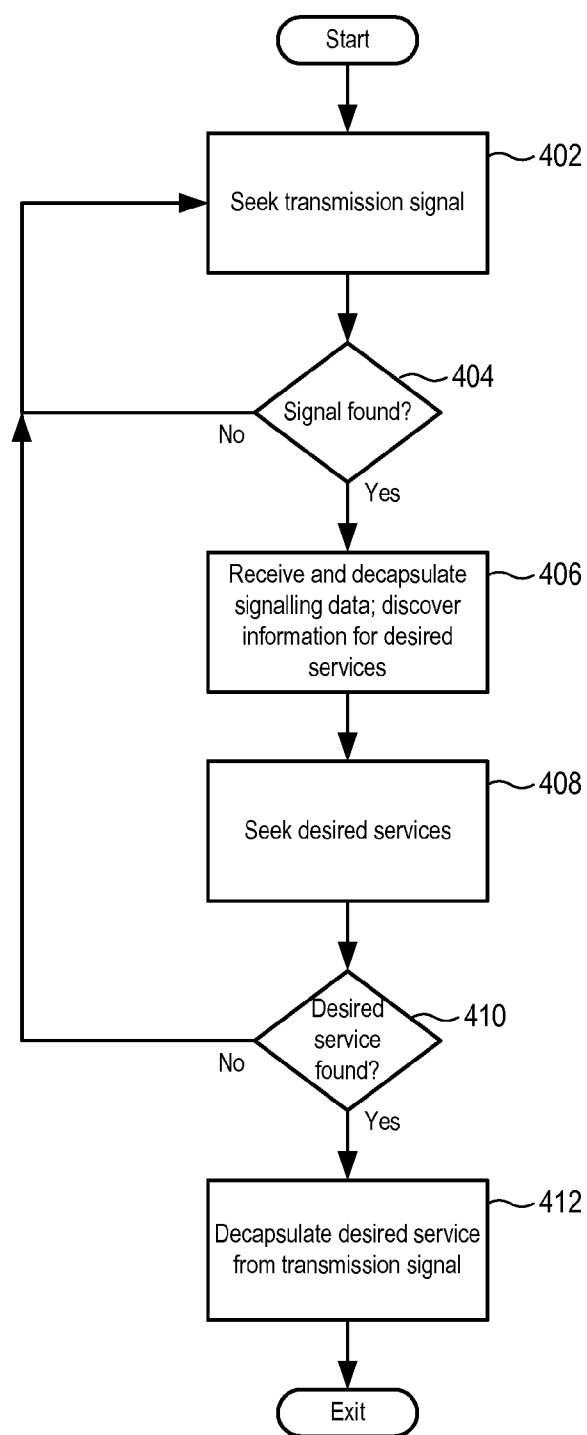 Start
402
Seek transmission signal
404
Signal found?
No
Yes
406
Receive and decapsulate
signalling data; discover
information for desired
services
408
Seek desired services
410
Desired
service
found?
No
Yes
412
Decapsulate desired service
from transmission signal
Exit